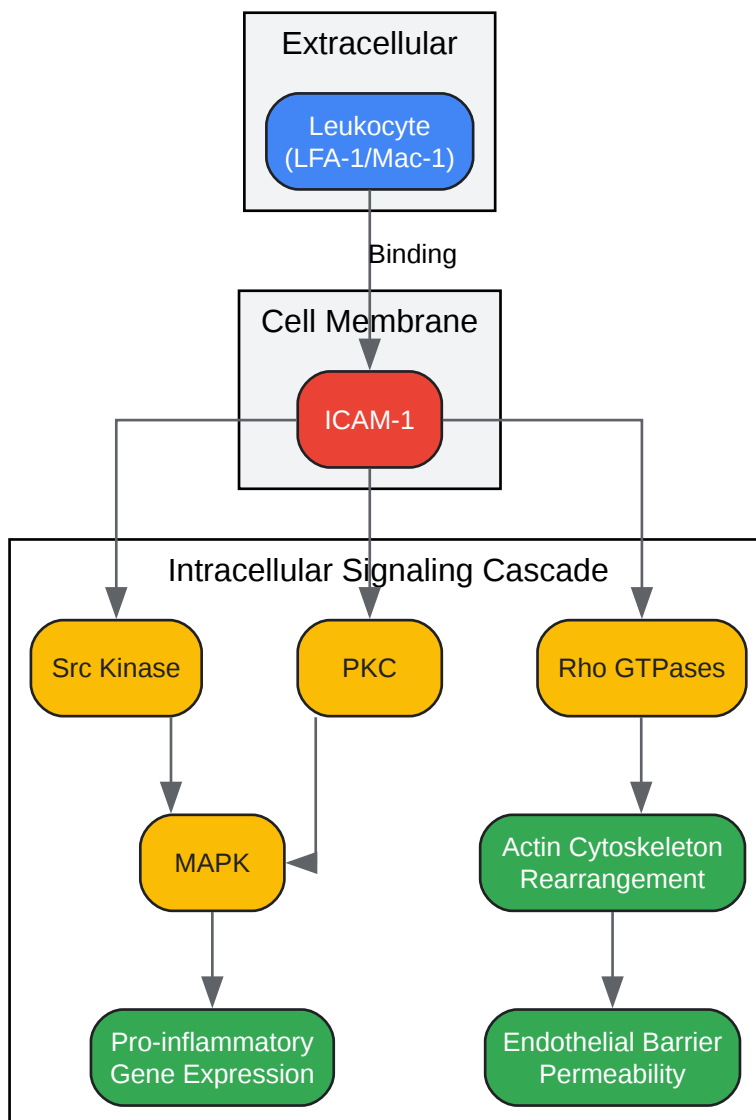 Extracellular
Leukocyte
(LFA-1/Mac-1)
Binding
Cell Membrane
ICAM-1
Intracellular Signaling Cascade
Src Kinase
PKC
Rho GTPases
MAPK
Actin Cytoskeleton
Rearrangement
Pro-inflammatory
Gene Expression
Endothelial Barrier
Permeability